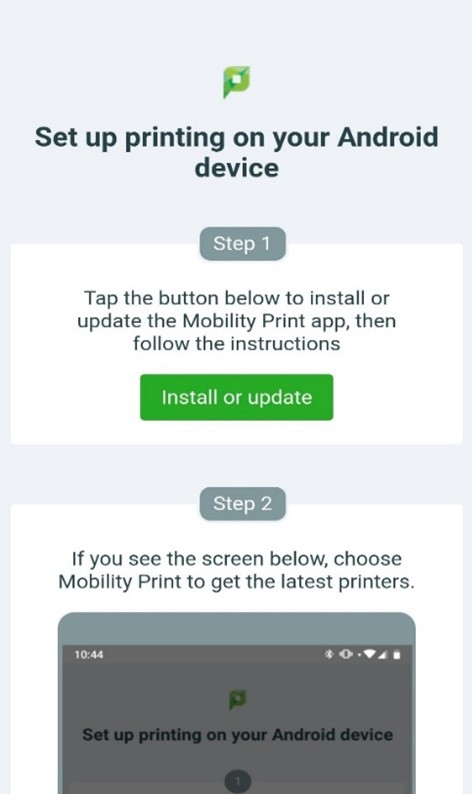 Set up printing on your Android
device
Step 1
Tap the button below to install or
update the Mobility Print app, then
follow the instructions
Install or update
Step 2
If you see the screen below, choose
Mobility Print to get the latest printers.
10:44
Set up printing on your Android device
1